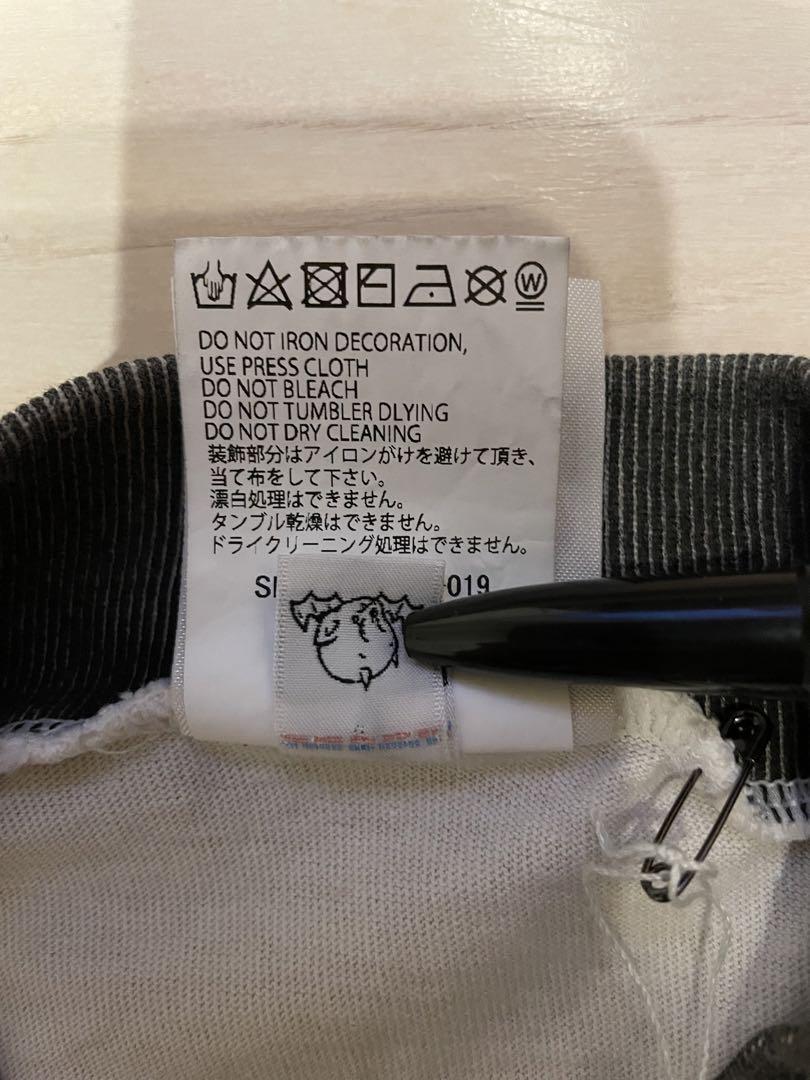 W
DO NOT IRON DECORATION,
USE PRESS CLOTH
DO NOT BLEACH
DO NOT TUMBLER DLYING
DO NOT DRY CLEANING
装飾部分はアイロンがけを避けて頂き、
当て布をして下さい。
漂白処理はできません。
タンブル乾燥はできません。
ドライクリーニング処理はできません。
019